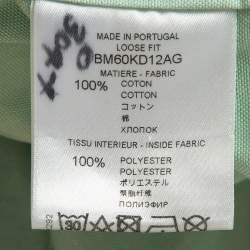 MADE IN PORTUGAL
LOOSE FIT
BM60KD12AG
MATIERE - FABRIC
100% COTON
COTTON
コットン
棉
ХЛОПОК
TISSU INTERIEUR - INSIDE FABRIC
100% POLYESTER
POLYESTER
ポリエステル
聚酯纤维
ПОЛИЭФИР
30